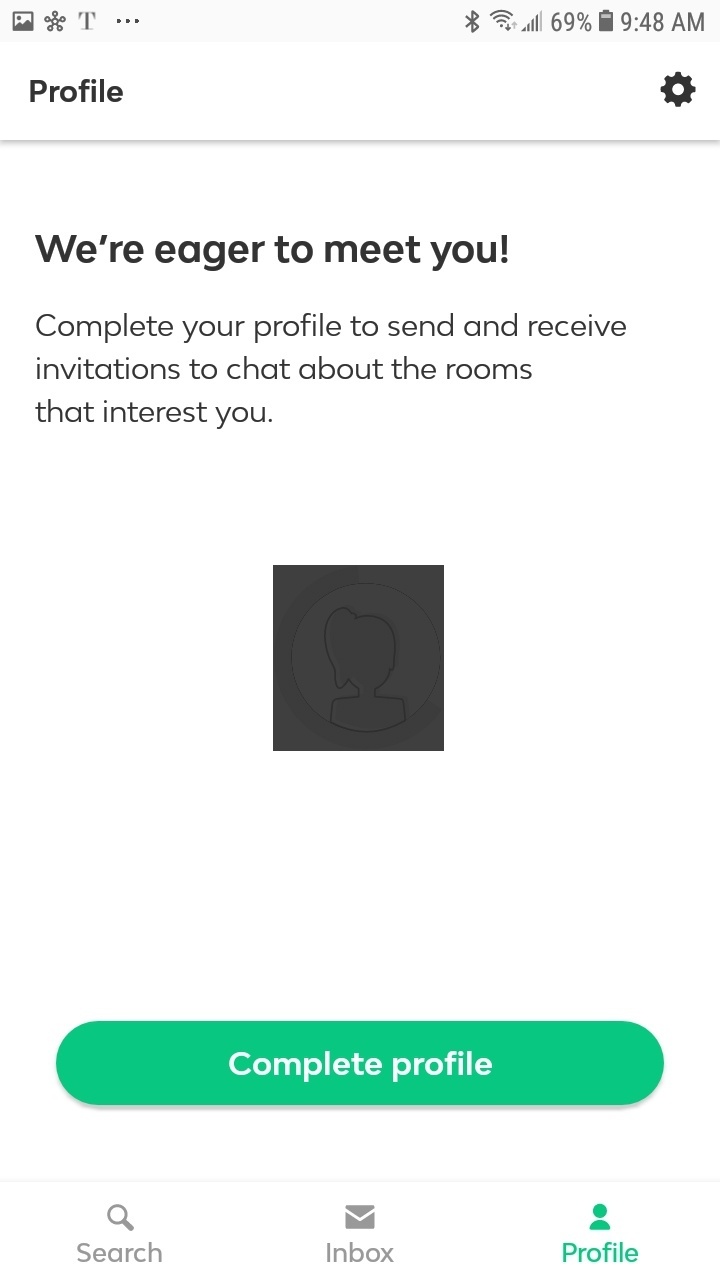 T ... 69% 9:48 AM
Profile
We’re eager to meet you!
Complete your profile to send and receive
invitations to chat about the rooms
that interest you.
Complete profile
Search Inbox Profile